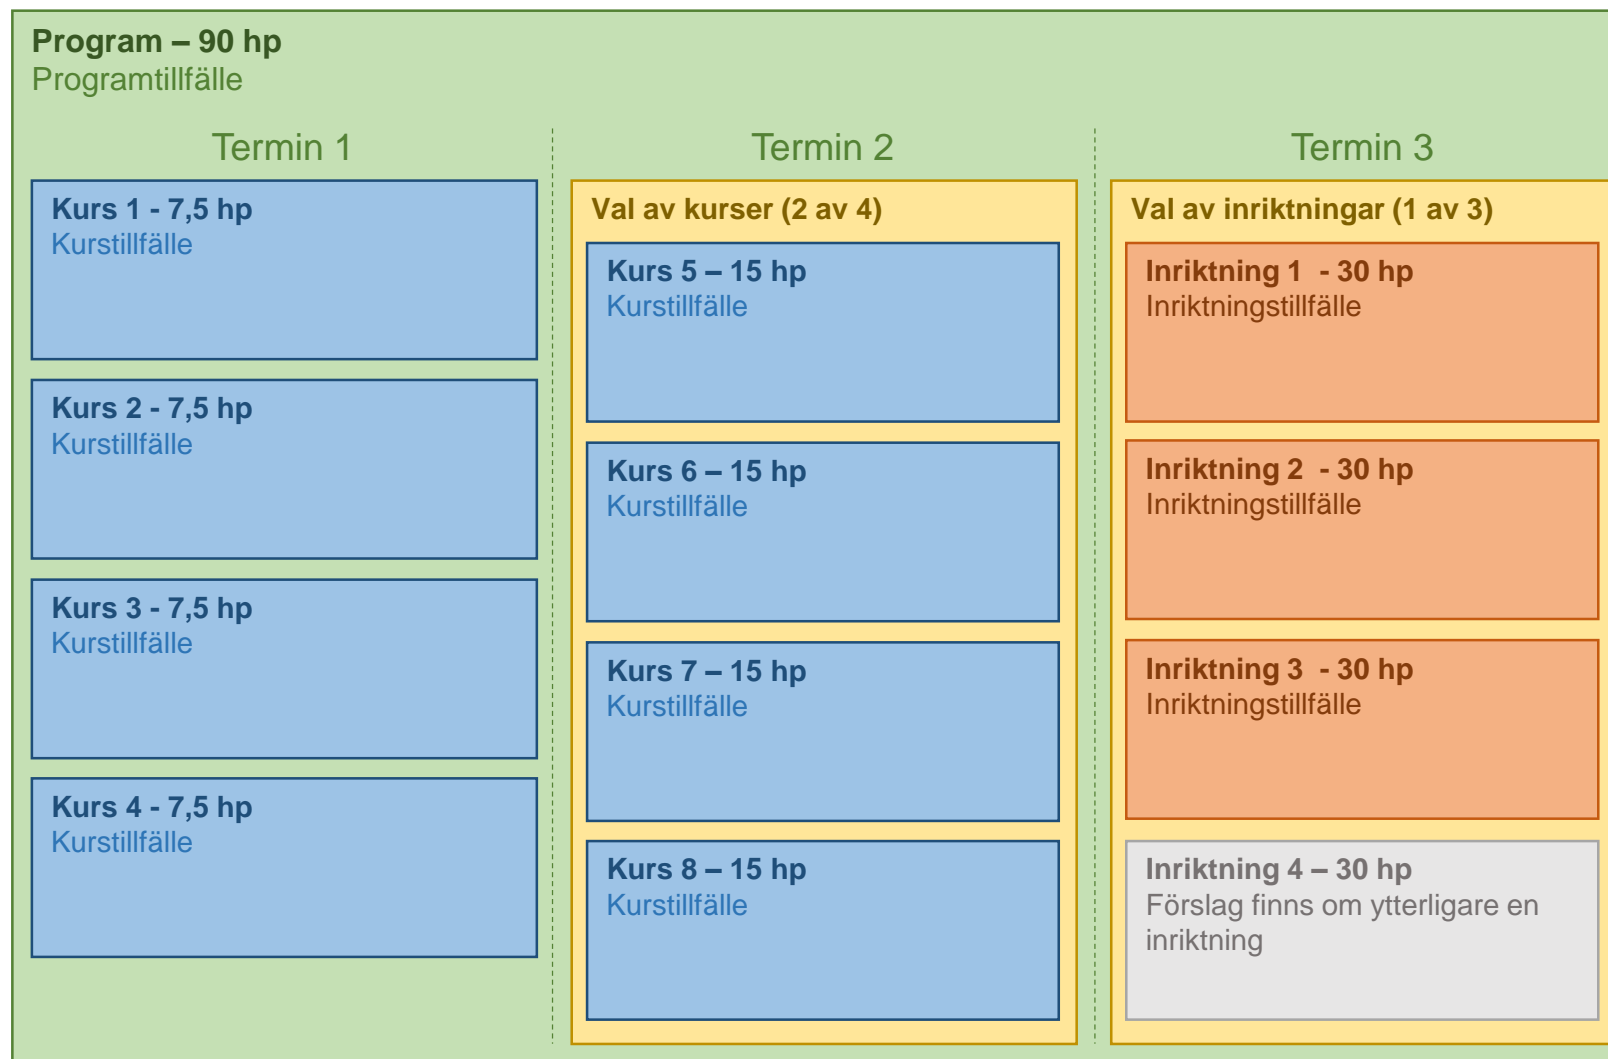 Program – 90 hp
Programtillfälle
Termin 1
Kurs 1 - 7,5 hp
Kurstillfälle
Kurs 2 - 7,5 hp
Kurstillfälle
Kurs 3 - 7,5 hp
Kurstillfälle
Kurs 4 - 7,5 hp
Kurstillfälle
Termin 2
Val av kurser (2 av 4)
Kurs 5 – 15 hp
Kurstillfälle
Kurs 6 – 15 hp
Kurstillfälle
Kurs 7 – 15 hp
Kurstillfälle
Kurs 8 – 15 hp
Kurstillfälle
Termin 3
Val av inriktningar (1 av 3)
Inriktning 1  - 30 hp
Inriktningstillfälle
Inriktning 2  - 30 hp
Inriktningstillfälle
Inriktning 3  - 30 hp
Inriktningstillfälle
Inriktning 4 – 30 hp
Förslag finns om ytterligare en
inriktning